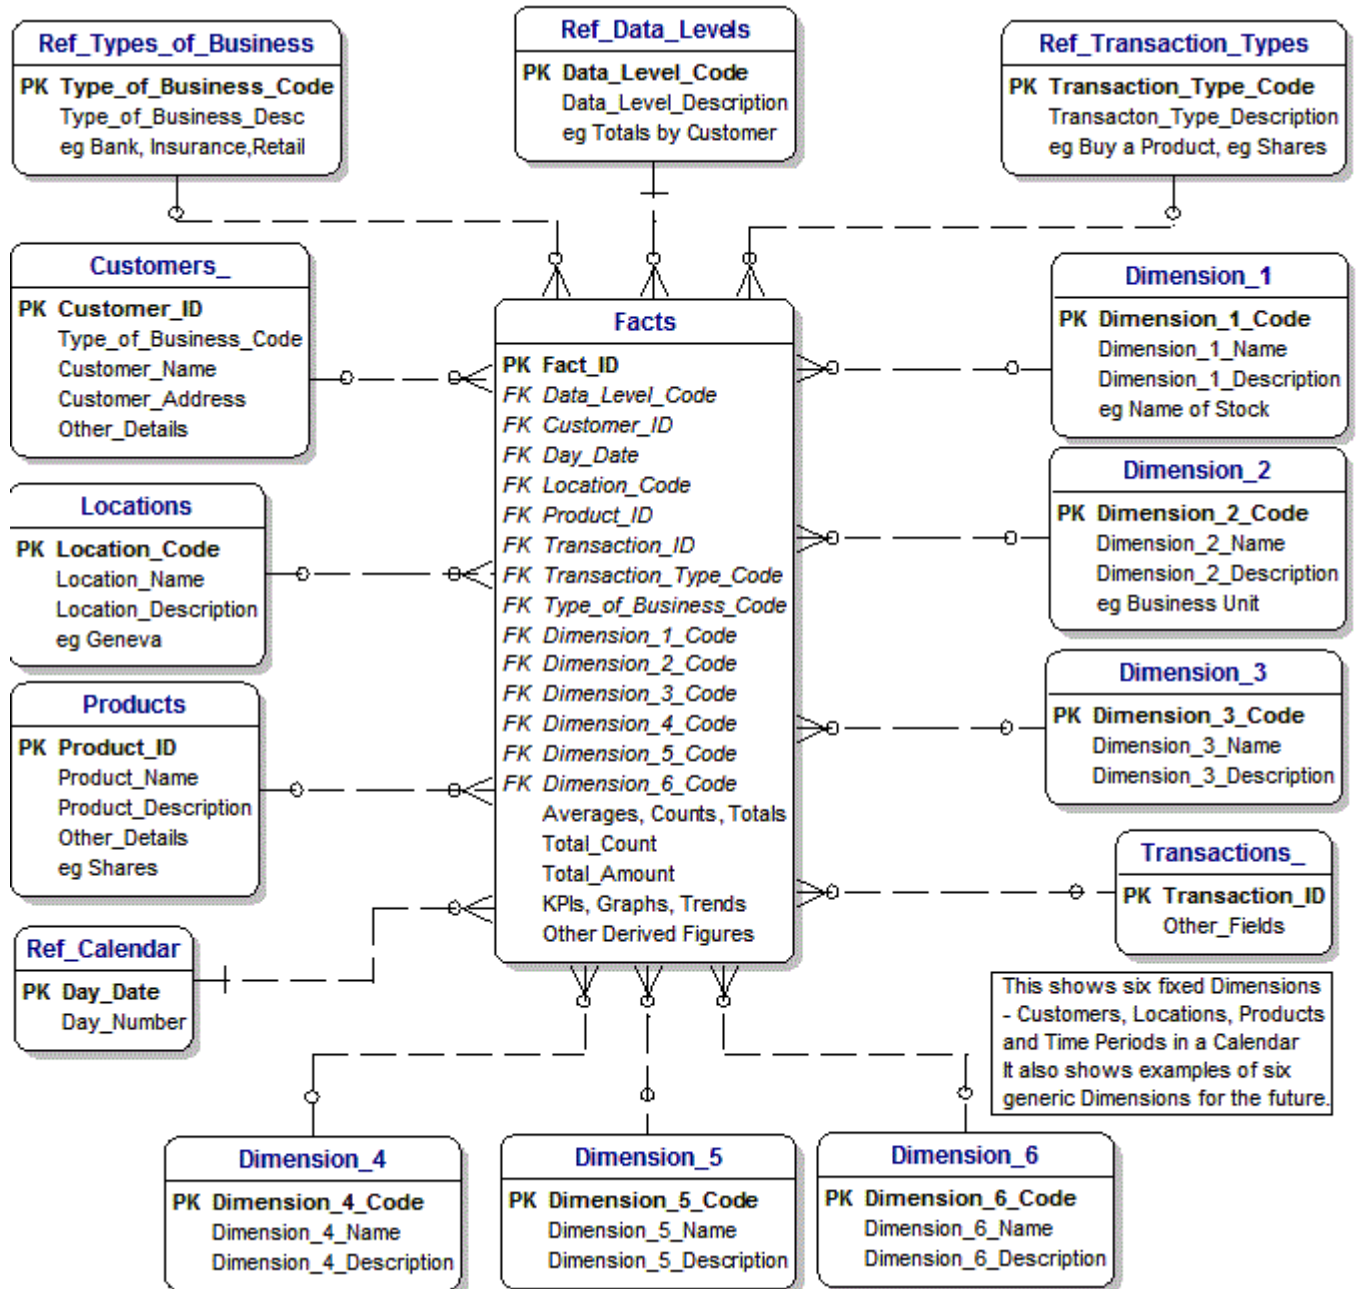 Ref_Types_of_Business
PK Type_of_Business_Code
Type_of_Business_Desc
eg Bank, Insurance,Retail
Ref_Data_Levels
PK Data_Level_Code
Data_Level_Description
eg Totals by Customer
Ref_Transaction_Types
PK Transaction_Type_Code
Transacton_Type_Description
eg Buy a Product, eg Shares
Customers_
PK Customer_ID
Type_of_Business_Code
Customer_Name
Customer_Address
Other_Details
Locations
PK Location_Code
Location_Name
Location_Description
eg Geneva
Products
PK Product_ID
Product_Name
Product_Description
Other_Details
eg Shares
Ref_Calendar
PK Day_Date
Day_Number
Facts
PK Fact_ID
FK Data_Level_Code
FK Customer_ID
FK Day_Date
FK Location_Code
FK Product_ID
FK Transaction_ID
FK Transaction_Type_Code
FK Type_of_Business_Code
FK Dimension_1_Code
FK Dimension_2_Code
FK Dimension_3_Code
FK Dimension_4_Code
FK Dimension_5_Code
FK Dimension_6_Code
Averages, Counts, Totals
Total_Count
Total_Amount
KPIs, Graphs, Trends
Other Derived Figures
Dimension_1
PK Dimension_1_Code
Dimension_1_Name
Dimension_1_Description
eg Name of Stock
Dimension_2
PK Dimension_2_Code
Dimension_2_Name
Dimension_2_Description
eg Business Unit
Dimension_3
PK Dimension_3_Code
Dimension_3_Name
Dimension_3_Description
Transactions_
PK Transaction_ID
Other_Fields
This shows six fixed Dimensions
- Customers, Locations, Products
and Time Periods in a Calendar
It also shows examples of six
generic Dimensions for the future.
Dimension_4
PK Dimension_4_Code
Dimension_4_Name
Dimension_4_Description
Dimension_5
PK Dimension_5_Code
Dimension_5_Name
Dimension_5_Description
Dimension_6
PK Dimension_6_Code
Dimension_6_Name
Dimension_6_Description